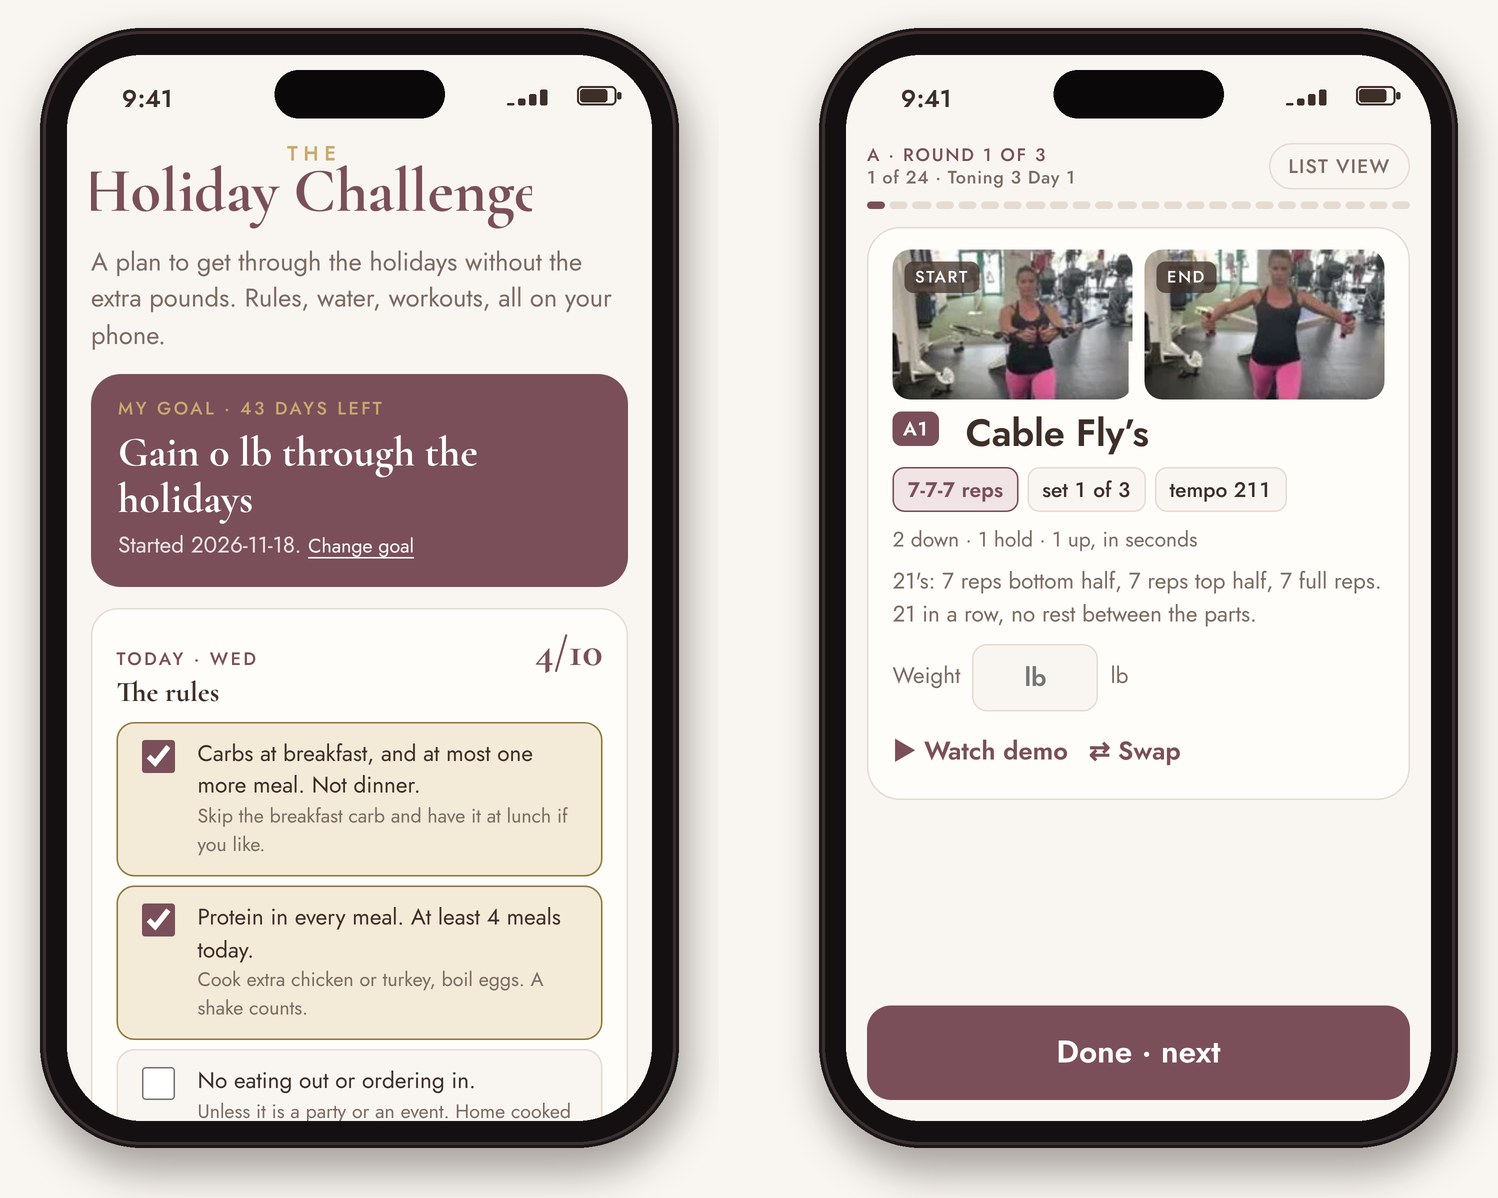 9:41
THE
Holiday Challenge
A plan to get through the holidays without the
extra pounds. Rules, water, workouts, all on your
phone.
MY GOAL · 43 DAYS LEFT
Gain 0 lb through the
holidays
Started 2026-11-18. Change goal
TODAY · WED
4/10
The rules
Carbs at breakfast, and at most one
more meal. Not dinner.
Skip the breakfast carb and have it at lunch if
you like.
Protein in every meal. At least 4 meals
today.
Cook extra chicken or turkey, boil eggs. A
shake counts.
No eating out or ordering in.
Unless it is a party or an event. Home cooked
9:41
A · ROUND 1 OF 3
1 of 24 · Toning 3 Day 1
LIST VIEW
START
END
A1 Cable Fly's
7-7-7 reps
set 1 of 3
tempo 211
2 down · 1 hold · 1 up, in seconds
21's: 7 reps bottom half, 7 reps top half, 7 full reps.
21 in a row, no rest between the parts.
Weight lb lb
▶ Watch demo ⇄ Swap
Done · next